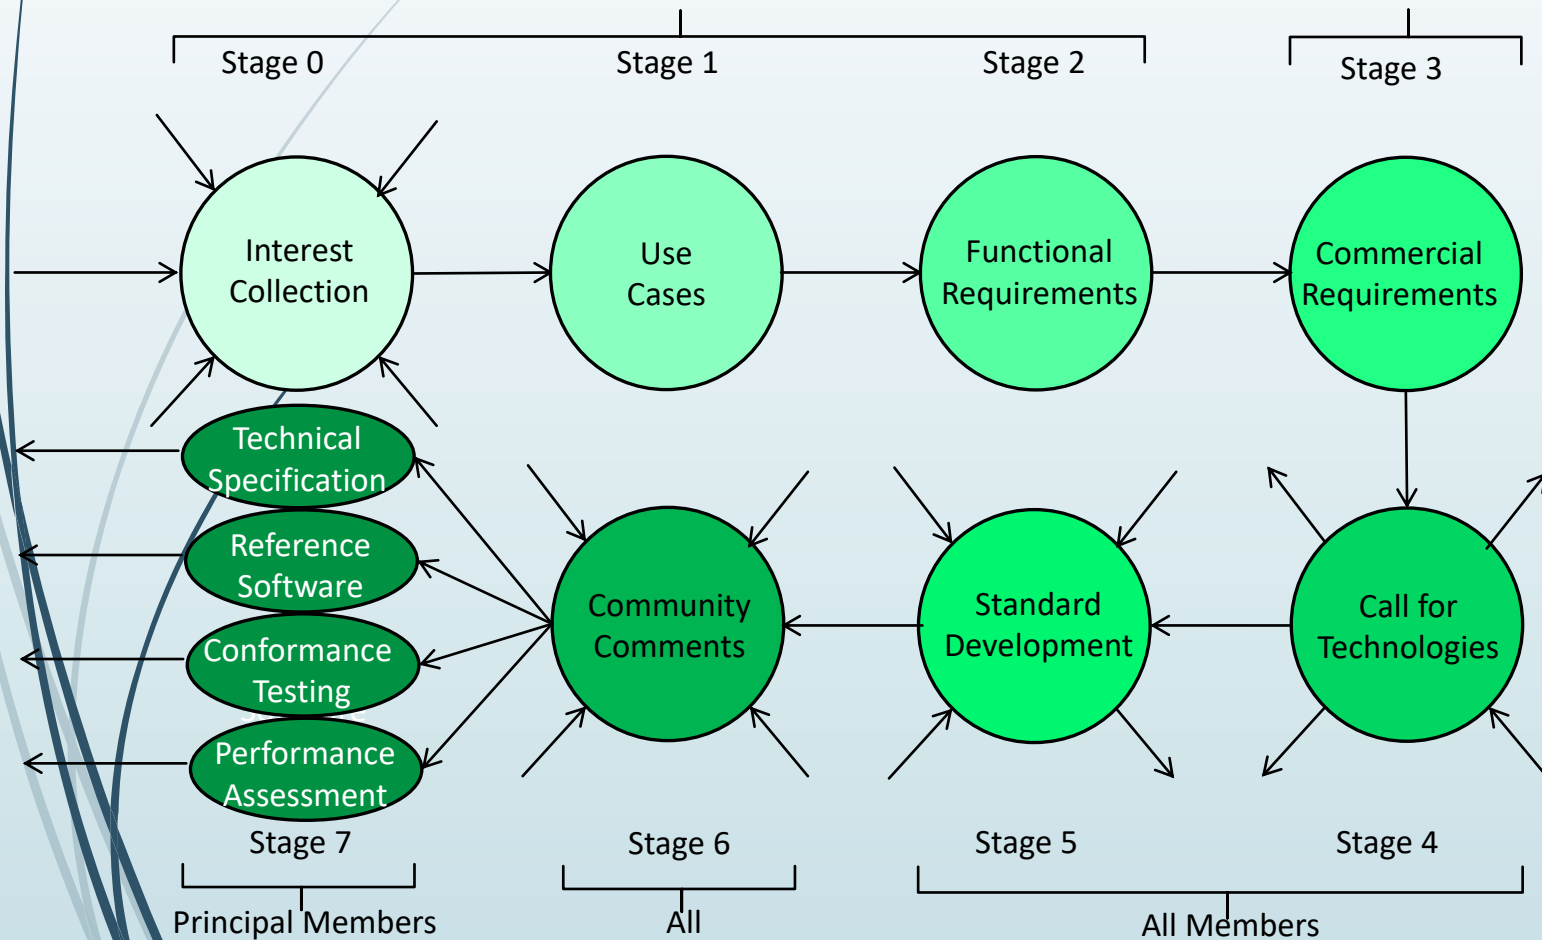 Stage 0
Stage 1
Stage 2
Stage 3
Interest
Collection
Use
Cases
Functional
Requirements
Commercial
Requirements
Technical
Specification
Reference
Software
Conformance
Testing
Performance
Assessment
Community
Comments
Standard
Development
Call for
Technologies
Stage 7
Stage 6
Stage 5
Stage 4
Principal Members
All
All Members